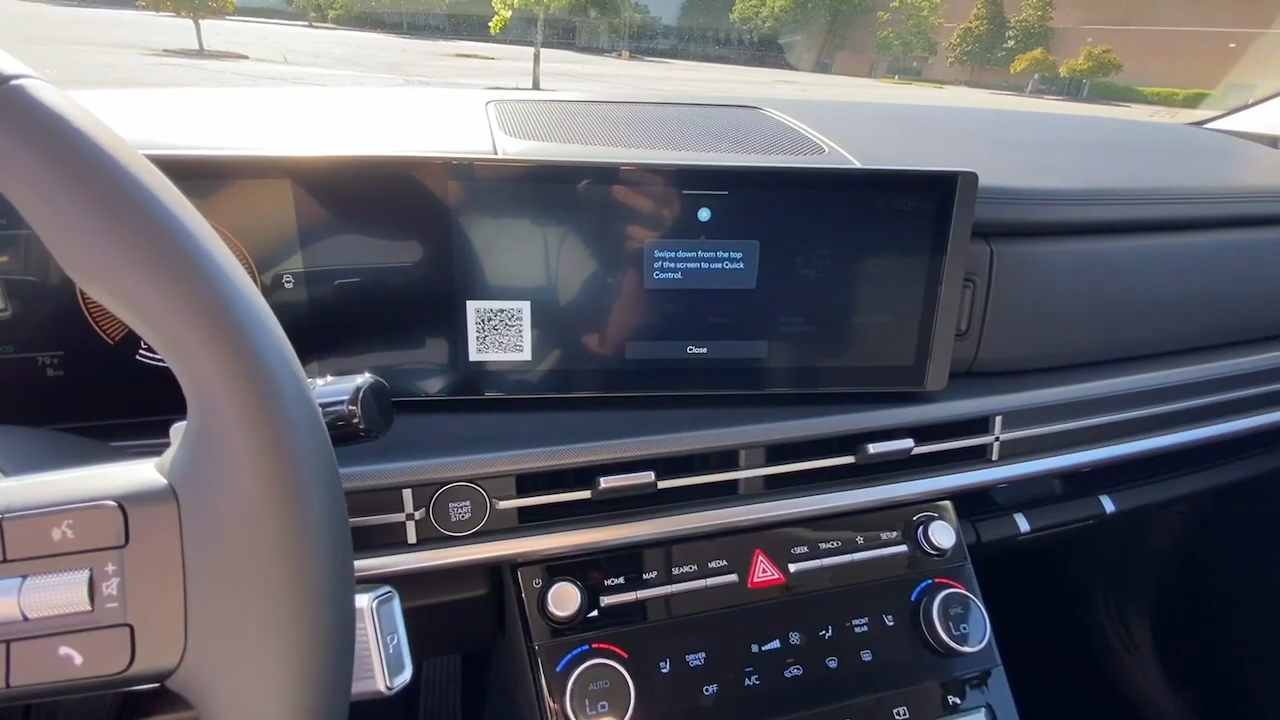 Swipe down from the top
of the screen to use Quick
Control.
Close
79°F
ENGINE
START
STOP
HOME
MAP
SEARCH
MEDIA
<SEEK
TRACK>
SETUP
DRIVER
ONLY
FRONT
REAR
SYNC
Lo
OFF
A/C
AUTO
Lo
P